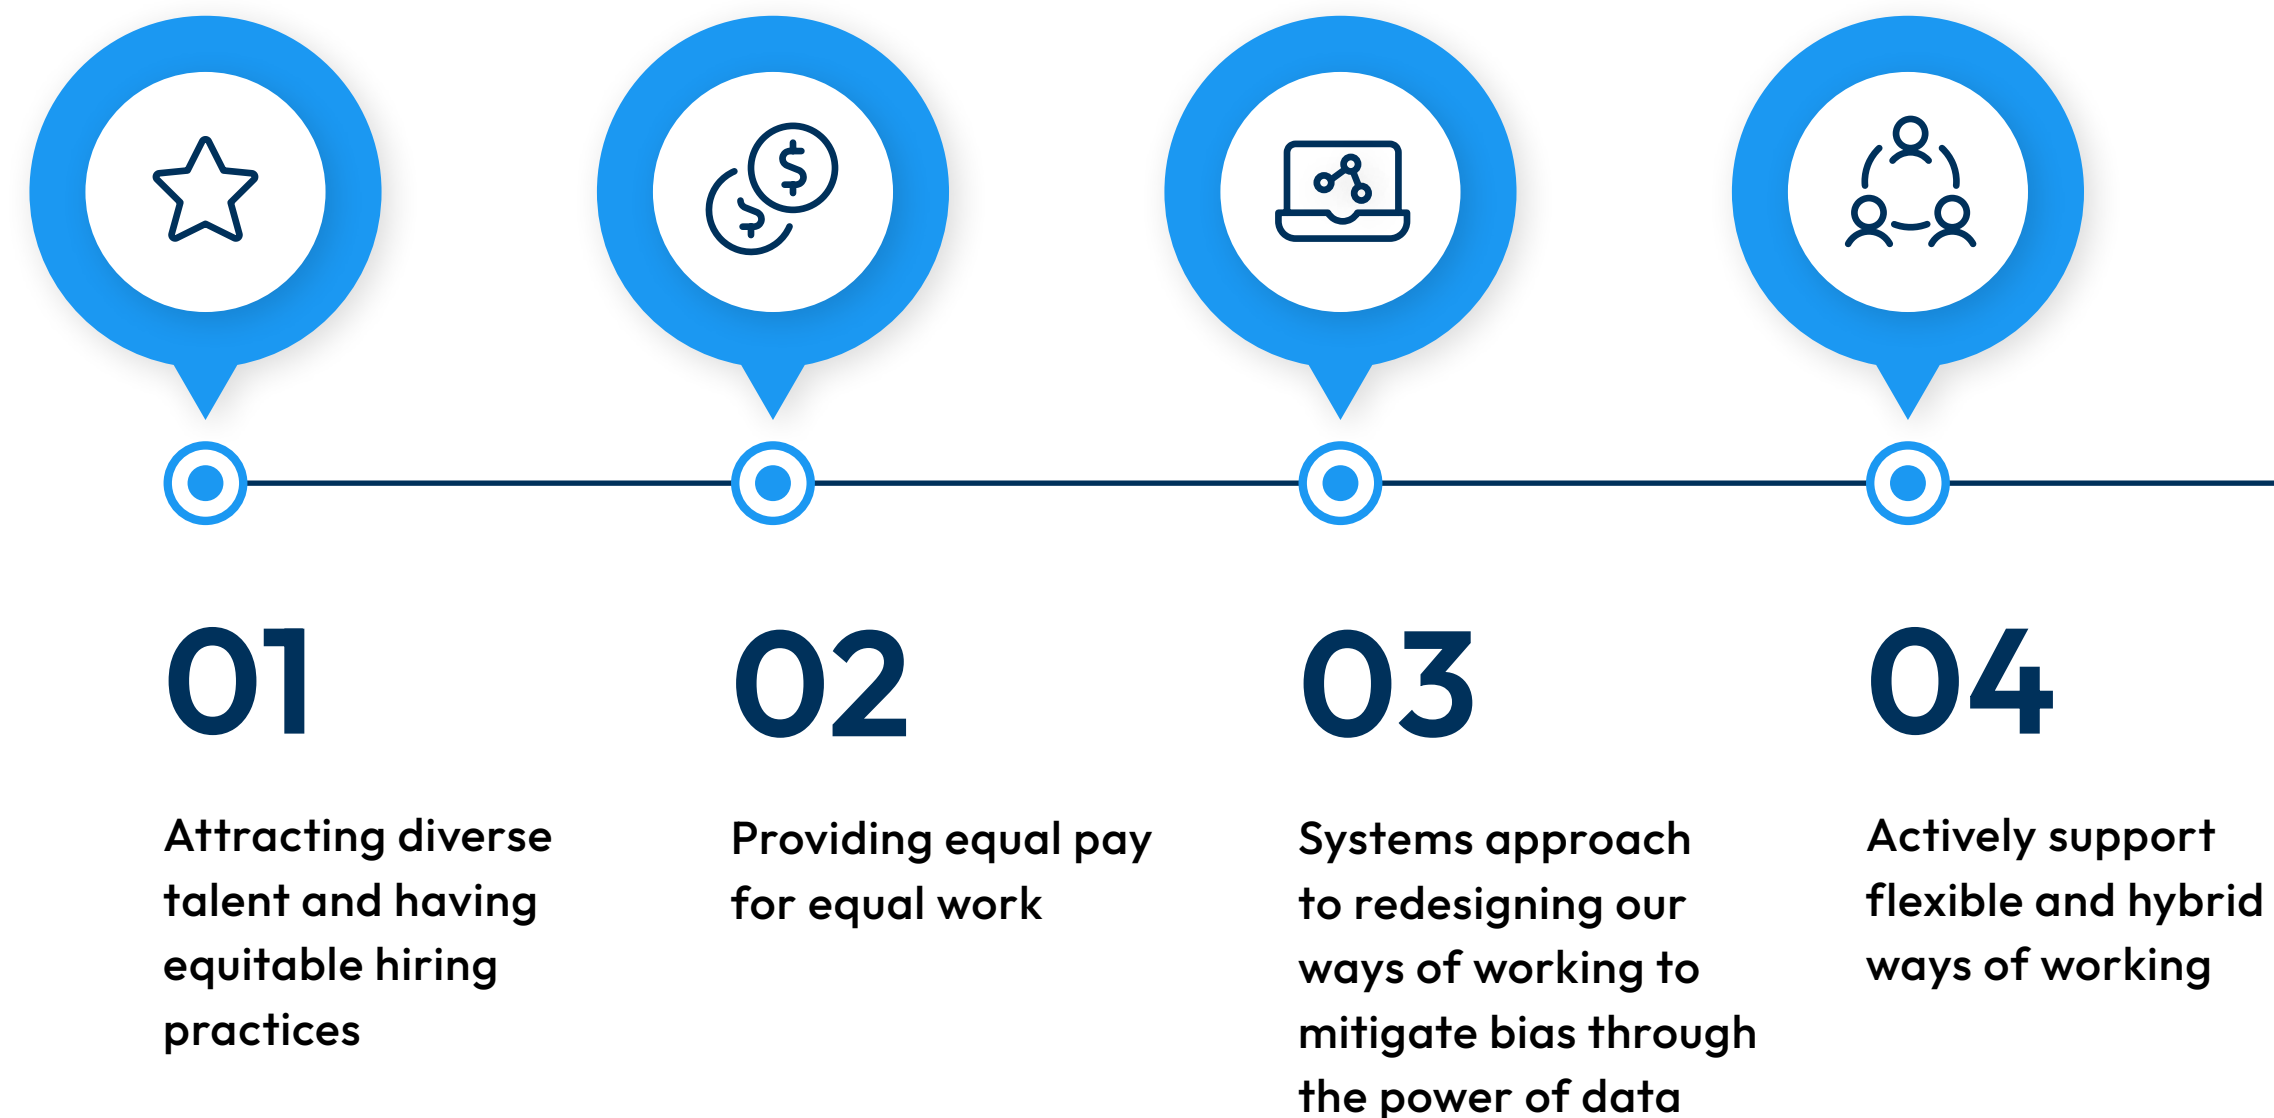 01
Attracting diverse
talent and having
equitable hiring
practices
02
Providing equal pay
for equal work
03
Systems approach
to redesigning our
ways of working to
mitigate bias through
the power of data
04
Actively support
flexible and hybrid
ways of working